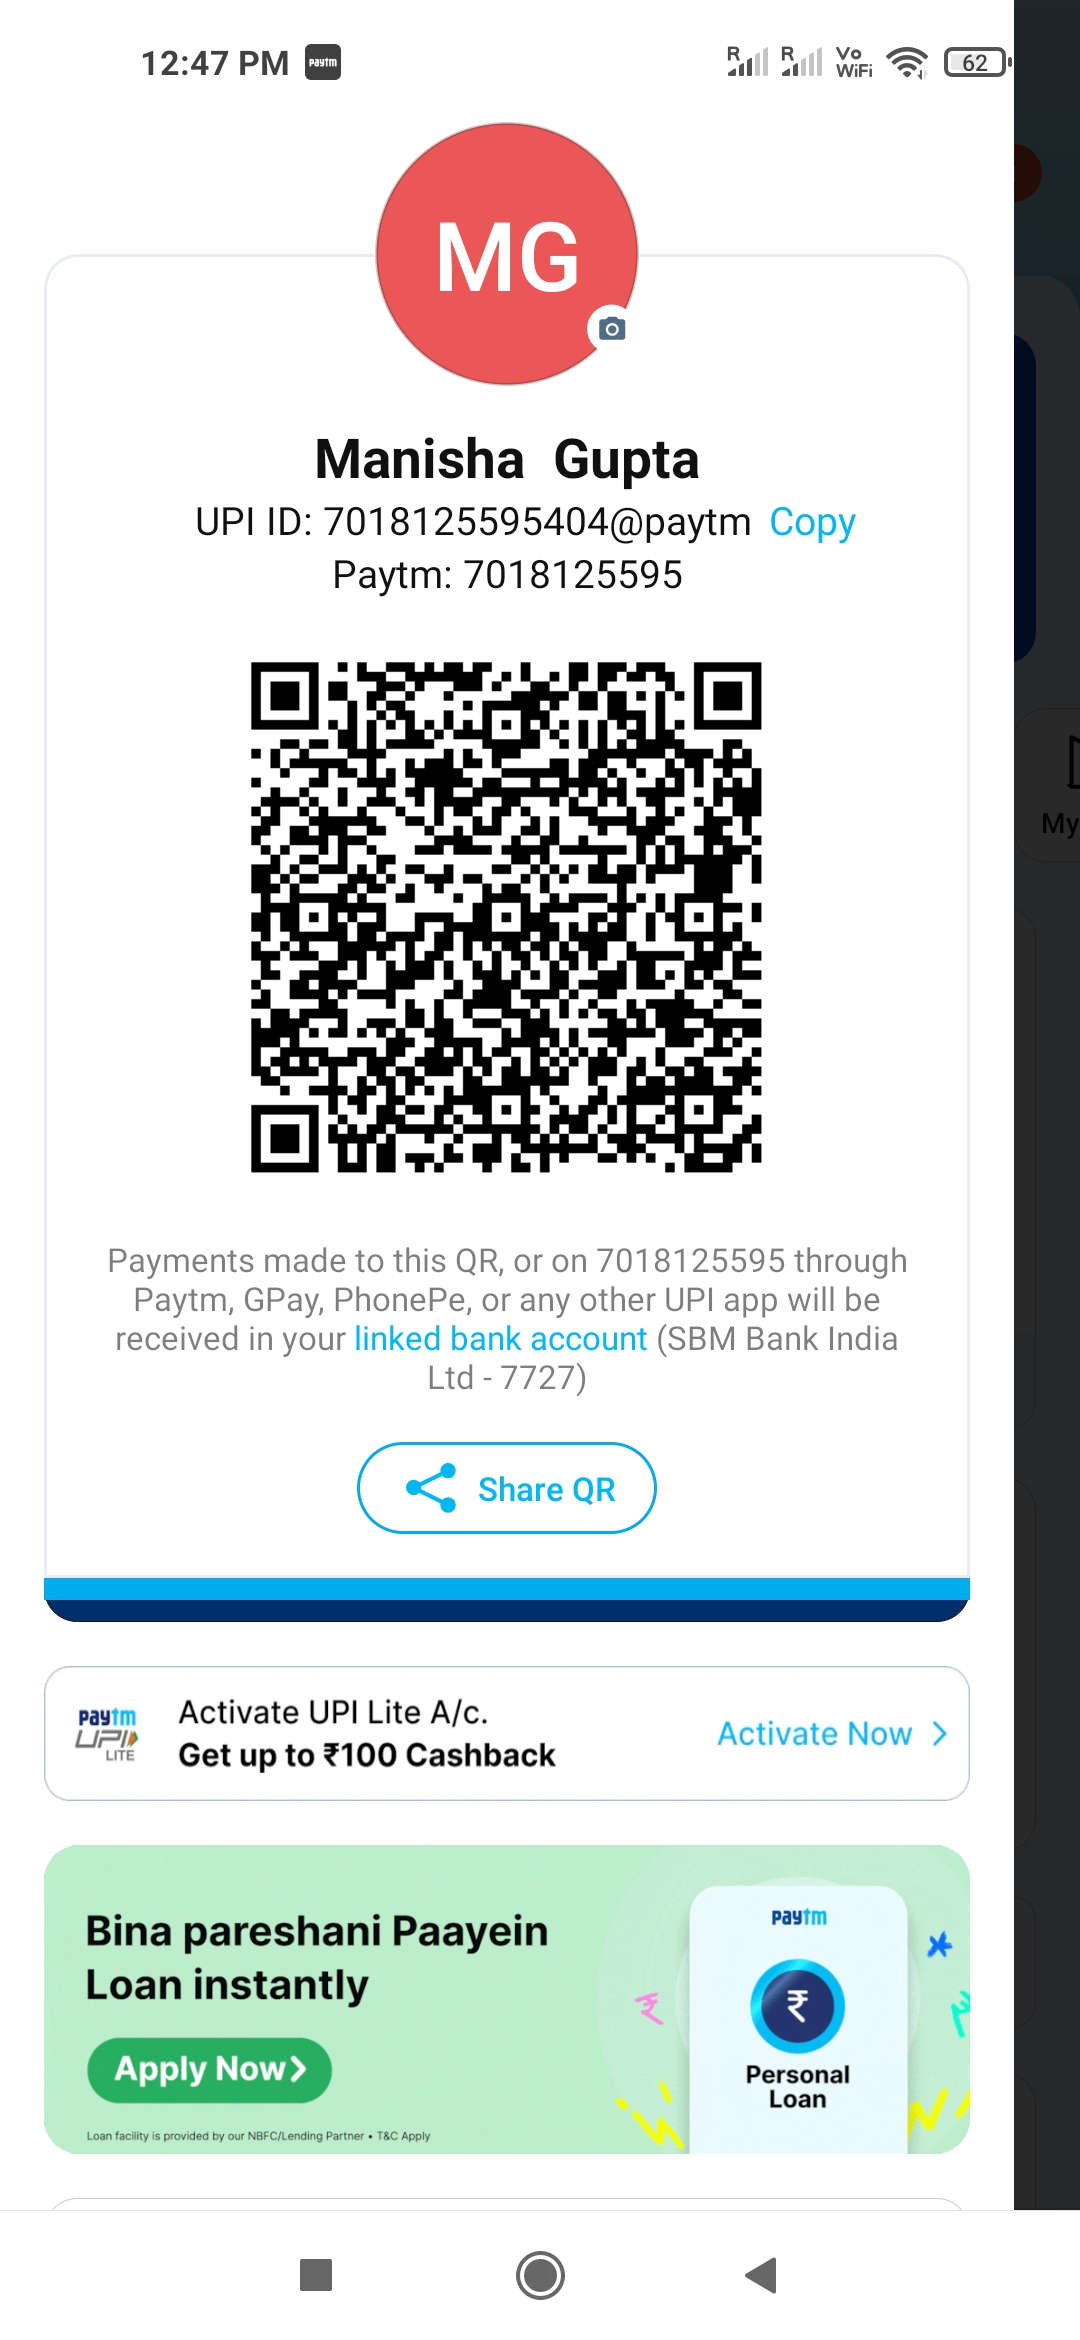 12:47 PM paytm
R R Vo WiFi 62
MG
Manisha Gupta
UPI ID: 7018125595404@paytm Copy
Paytm: 7018125595
My
Payments made to this QR, or on 7018125595 through
Paytm, GPay, PhonePe, or any other UPI app will be
received in your linked bank account (SBM Bank India
Ltd - 7727)
Share QR
paytm
UPI
LITE
Activate UPI Lite A/c.
Get up to ₹100 Cashback
Activate Now
Bina pareshani Paayein
Loan instantly
Apply Now
Loan facility is provided by our NBFC/Lending Partner • T&C Apply
paytm
₹
₹
Personal
Loan